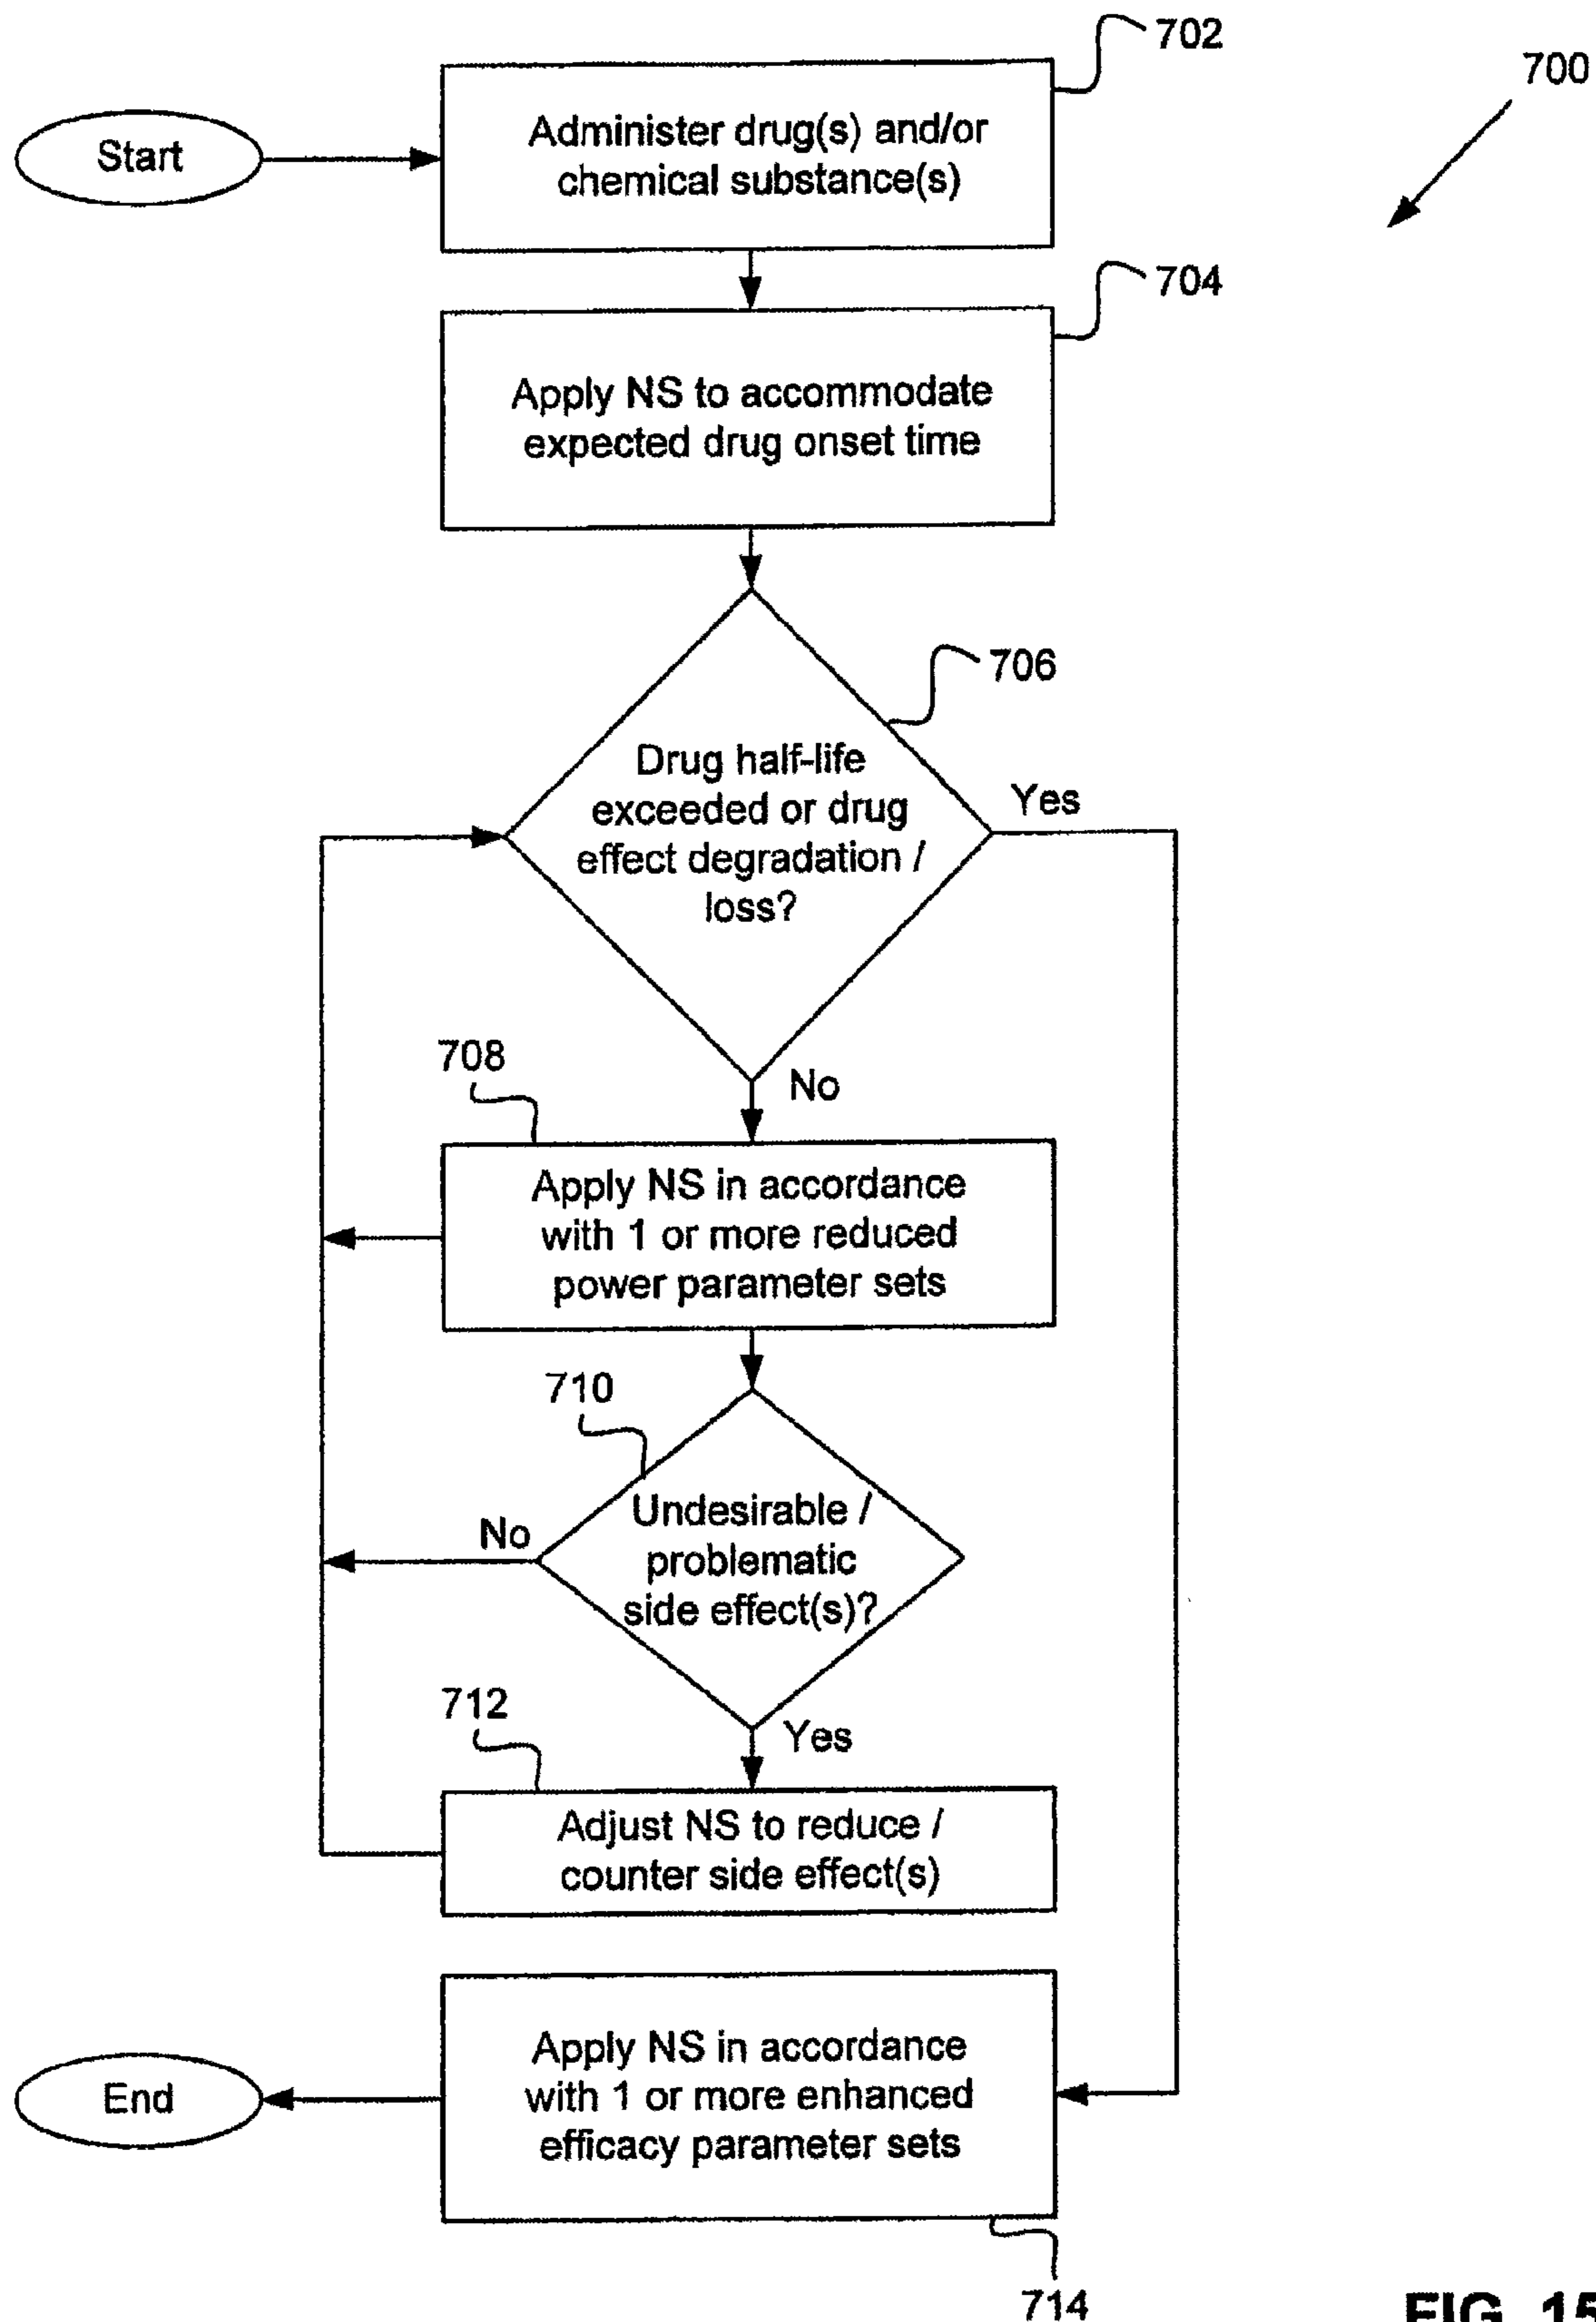 702
700
Start
Administer drug(s) and/or
chemical substance(s)
704
Apply NS to accommodate
expected drug onset time
706
Drug half-life
exceeded or drug
effect degradation /
loss?
Yes
No
708
Apply NS in accordance
with 1 or more reduced
power parameter sets
710
Undesirable /
problematic
side effect(s)?
No
Yes
712
Adjust NS to reduce /
counter side effect(s)
Apply NS in accordance
with 1 or more enhanced
efficacy parameter sets
End
714
FIG. 15